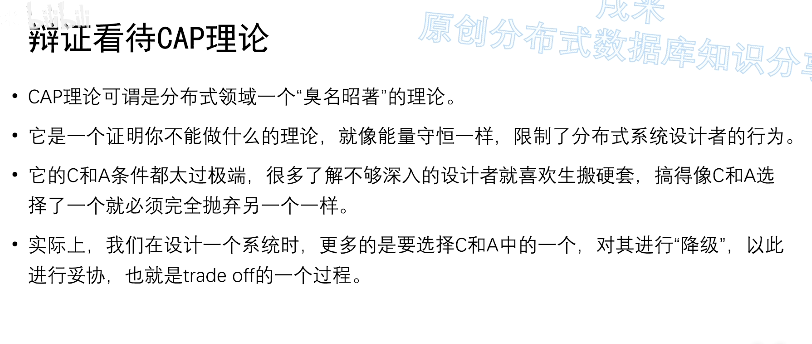 辩证看待CAP理论
戌米
原创分布式数据库知识分享
• CAP理论可谓是分布式领域一个“臭名昭著”的理论。
• 它是一个证明你不能做什么的理论，就像能量守恒一样，限制了分布式系统设计者的行为。
• 它的C和A条件都太过极端，很多了解不够深入的设计者就喜欢生搬硬套，搞得像C和A选
择了一个就必须完全抛弃另一个一样。
• 实际上，我们在设计一个系统时，更多的是要选择C和A中的一个，对其进行“降级”，以此
进行妥协，也就是trade off的一个过程。